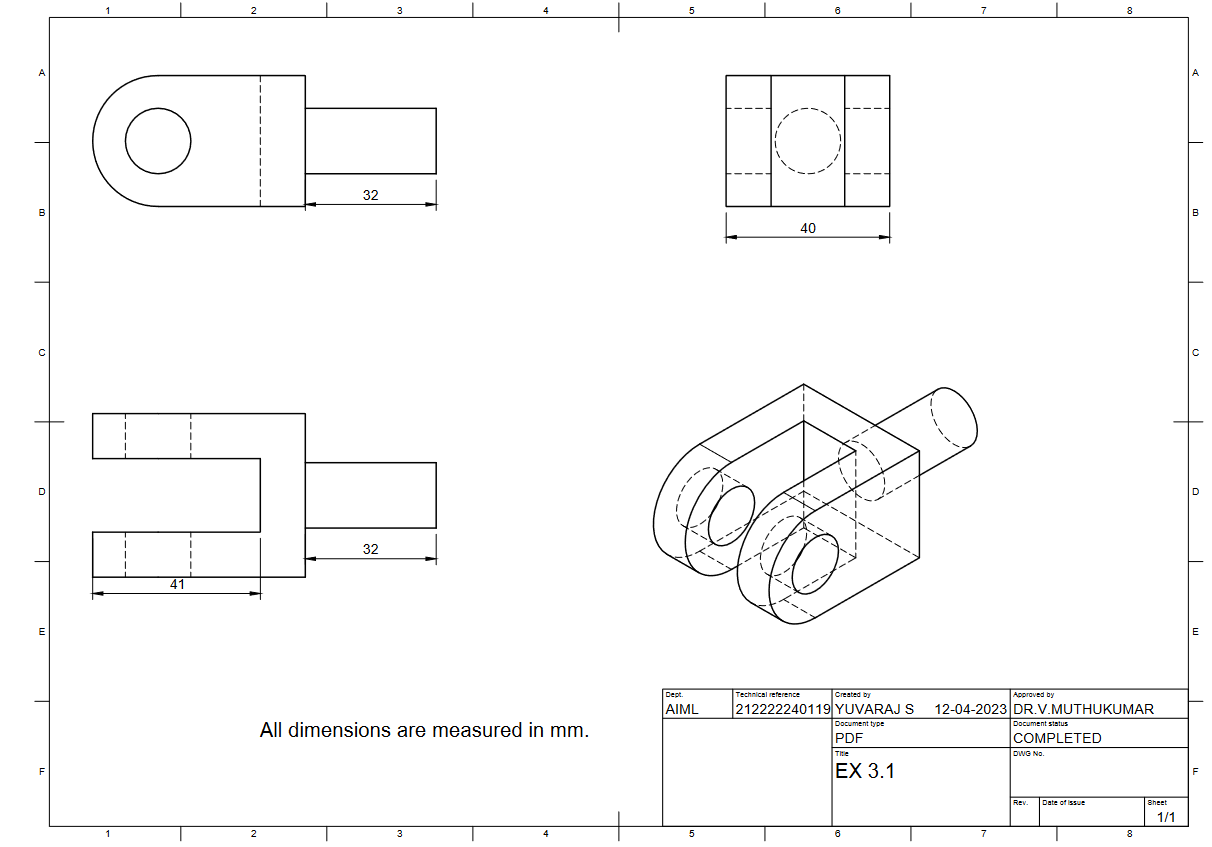 1 2 3 4 5 6 7 8
A A
32
B B
40
C C
D D
32
41
E E
Dept. Technical reference Created by Approved by
AIML 212222240119 YUVARAJ S 12-04-2023 DR.V.MUTHUKUMAR
Document type Document status
All dimensions are measured in mm.
PDF COMPLETED
Title DWG No.
EX 3.1
F F
Rev. Date of issue Sheet
1/1
1 2 3 4 5 6 7 8